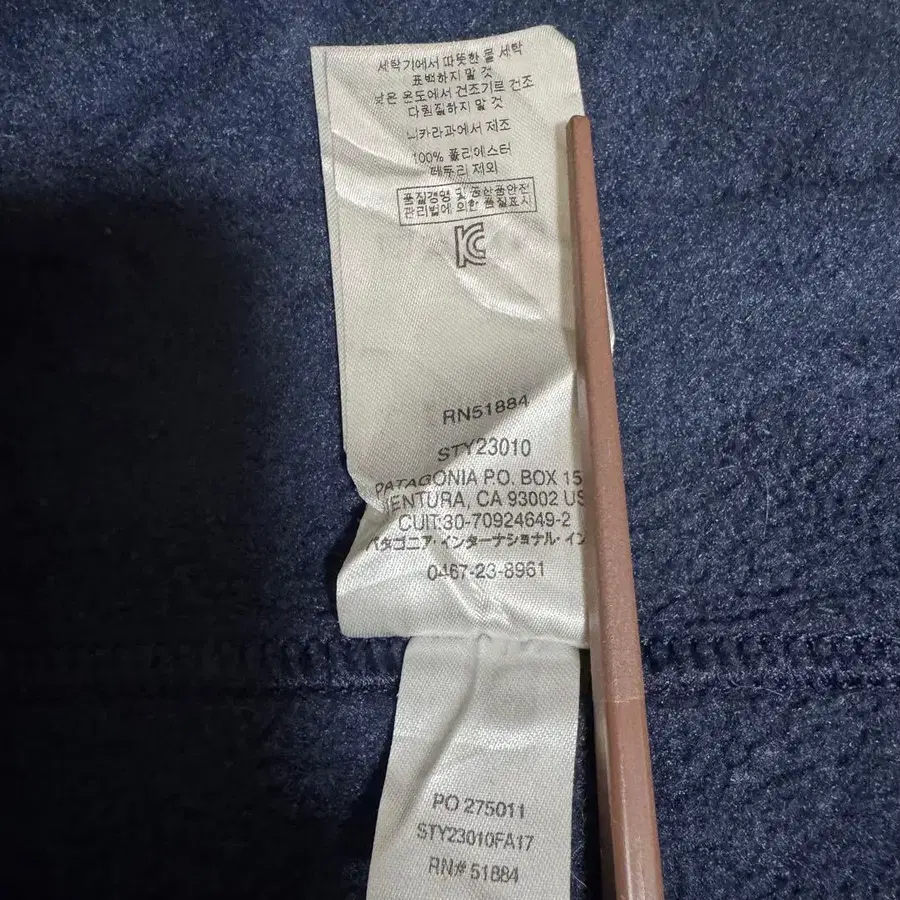 세탁기에서 따뜻한 물 세탁
표백하지 말 것
낮은 온도에서 건조기로 건조
다림질하지 말 것
니카라과에서 제조
100% 폴리에스터
테두리 제외
품질경영 및 공산품안전
관리법에 의한 품질표시
KC
RN51884
STY23010
PATAGONIA P.O. BOX 15
VENTURA, CA 93002 US
CUIT:30-70924649-2
パタゴニア・インターナショナル・イン
0467-23-8961
PO 275011
STY23010FA17
RN# 51884